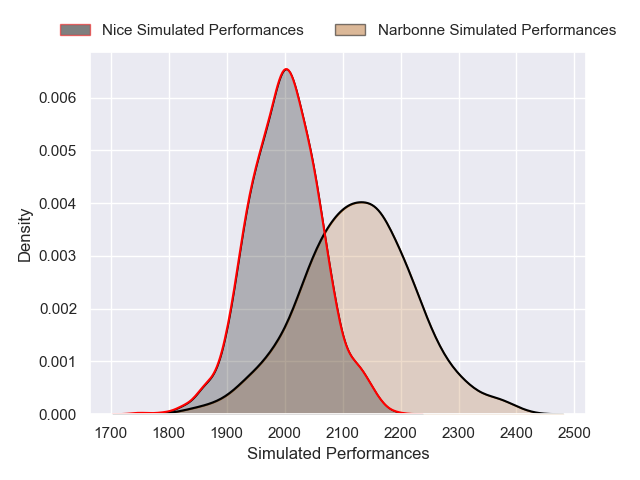 Nice Simulated Performances Narbonne Simulated Performances
0.006
0.005
0.004
0.003
0.002
0.001
0.000
Density
1700 1800 1900 2000 2100 2200 2300 2400 2500
Simulated Performances